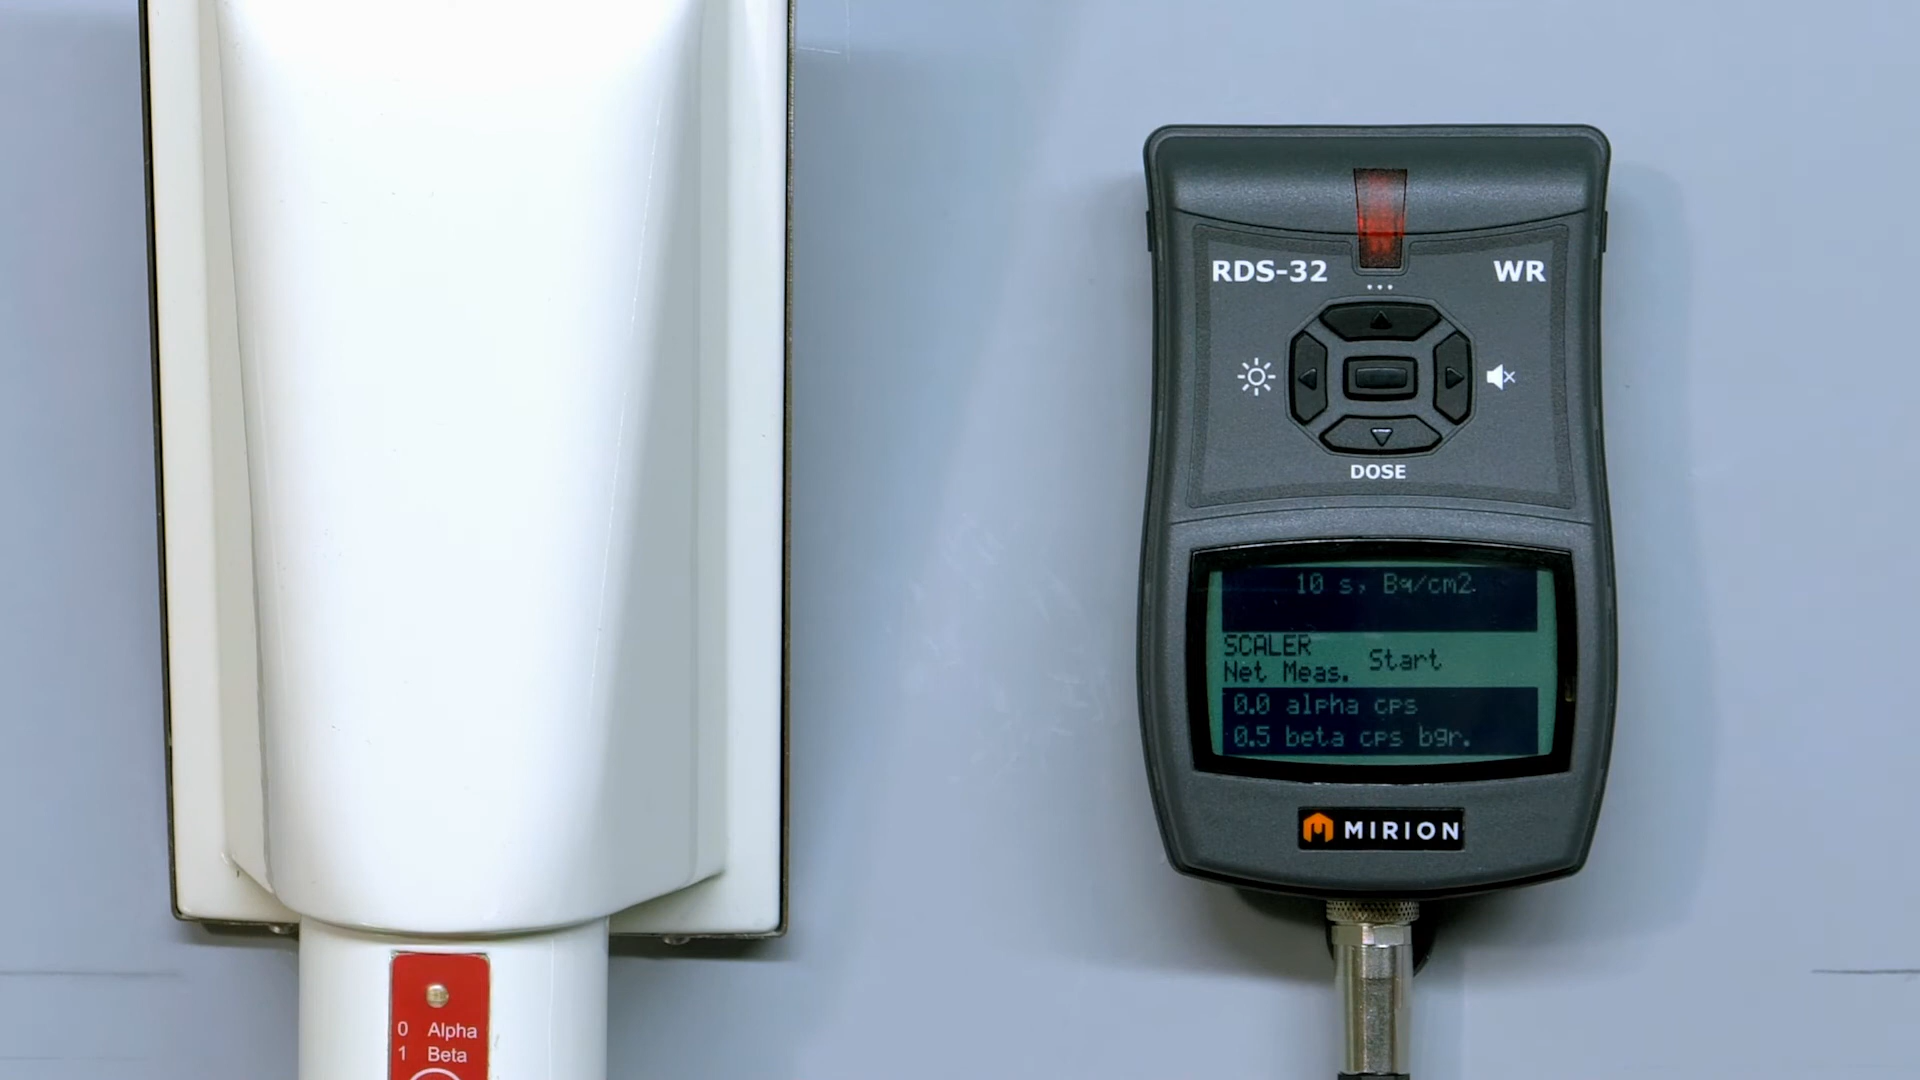 RDS-32 WR
DOSE
10 s, Bq/cm2
SCALER
Net Meas. Start
0.0 alpha cps
0.5 beta cps bgr.
MIRION
0 Alpha
1 Beta